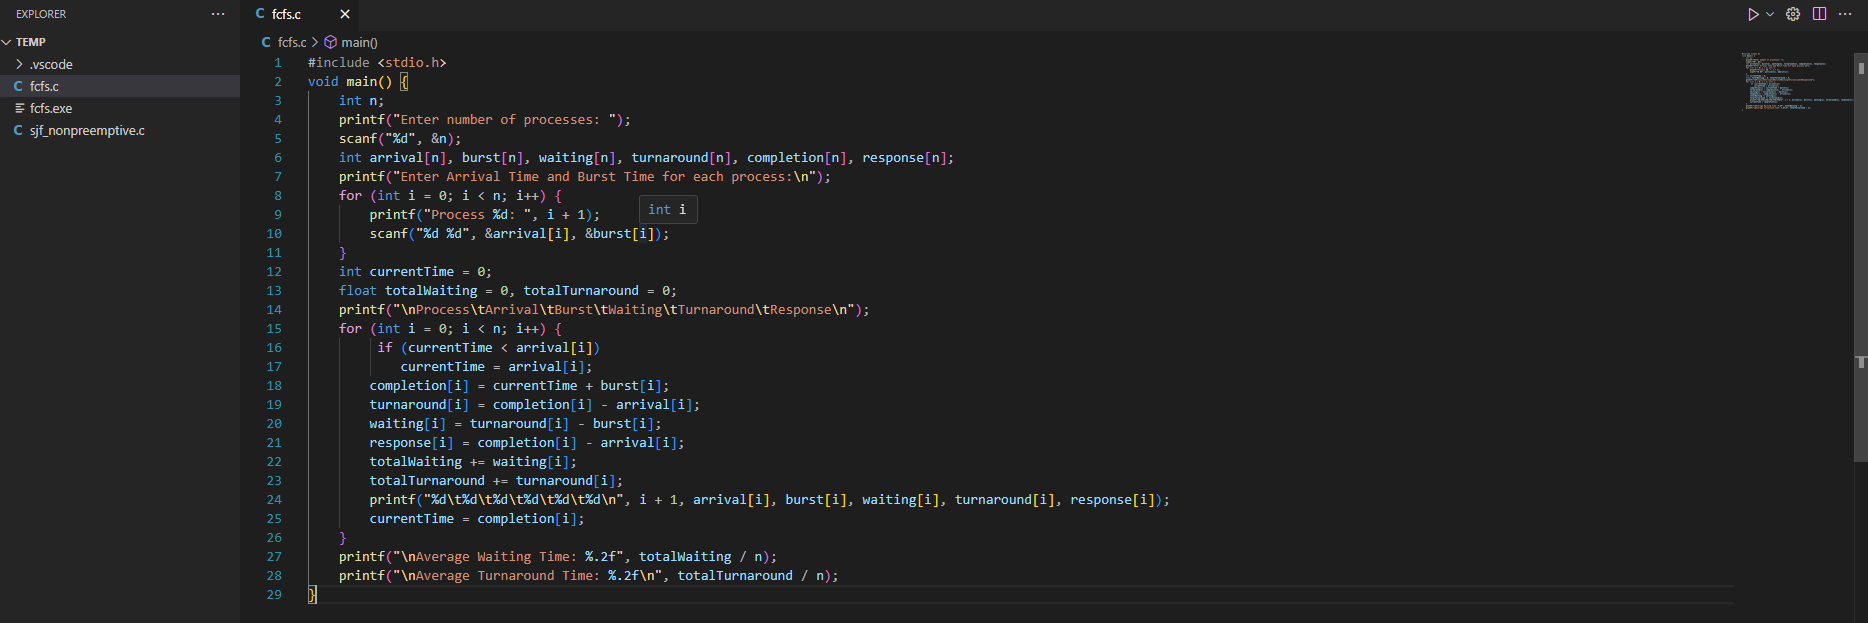 EXPLORER
TEMP
.vscode
fcfs.c
fcfs.exe
sjf_nonpreemptive.c
fcfs.c
fcfs.c > main()
1 #include <stdio.h>
2 void main() {
3     int n;
4     printf("Enter number of processes: ");
5     scanf("%d", &n);
6     int arrival[n], burst[n], waiting[n], turnaround[n], completion[n], response[n];
7     printf("Enter Arrival Time and Burst Time for each process:\n");
8     for (int i = 0; i < n; i++) {
int i
9         printf("Process %d: ", i + 1);
10         scanf("%d %d", &arrival[i], &burst[i]);
11     }
12     int currentTime = 0;
13     float totalWaiting = 0, totalTurnaround = 0;
14     printf("\nProcess\tArrival\tBurst\tWaiting\tTurnaround\tResponse\n");
15     for (int i = 0; i < n; i++) {
16          if (currentTime < arrival[i])
17             currentTime = arrival[i];
18         completion[i] = currentTime + burst[i];
19         turnaround[i] = completion[i] - arrival[i];
20         waiting[i] = turnaround[i] - burst[i];
21         response[i] = completion[i] - arrival[i];
22         totalWaiting += waiting[i];
23         totalTurnaround += turnaround[i];
24         printf("%d\t%d\t%d\t%d\t%d\t%d\n", i + 1, arrival[i], burst[i], waiting[i], turnaround[i], response[i]);
25         currentTime = completion[i];
26     }
27     printf("\nAverage Waiting Time: %.2f", totalWaiting / n);
28     printf("\nAverage Turnaround Time: %.2f\n", totalTurnaround / n);
29 }